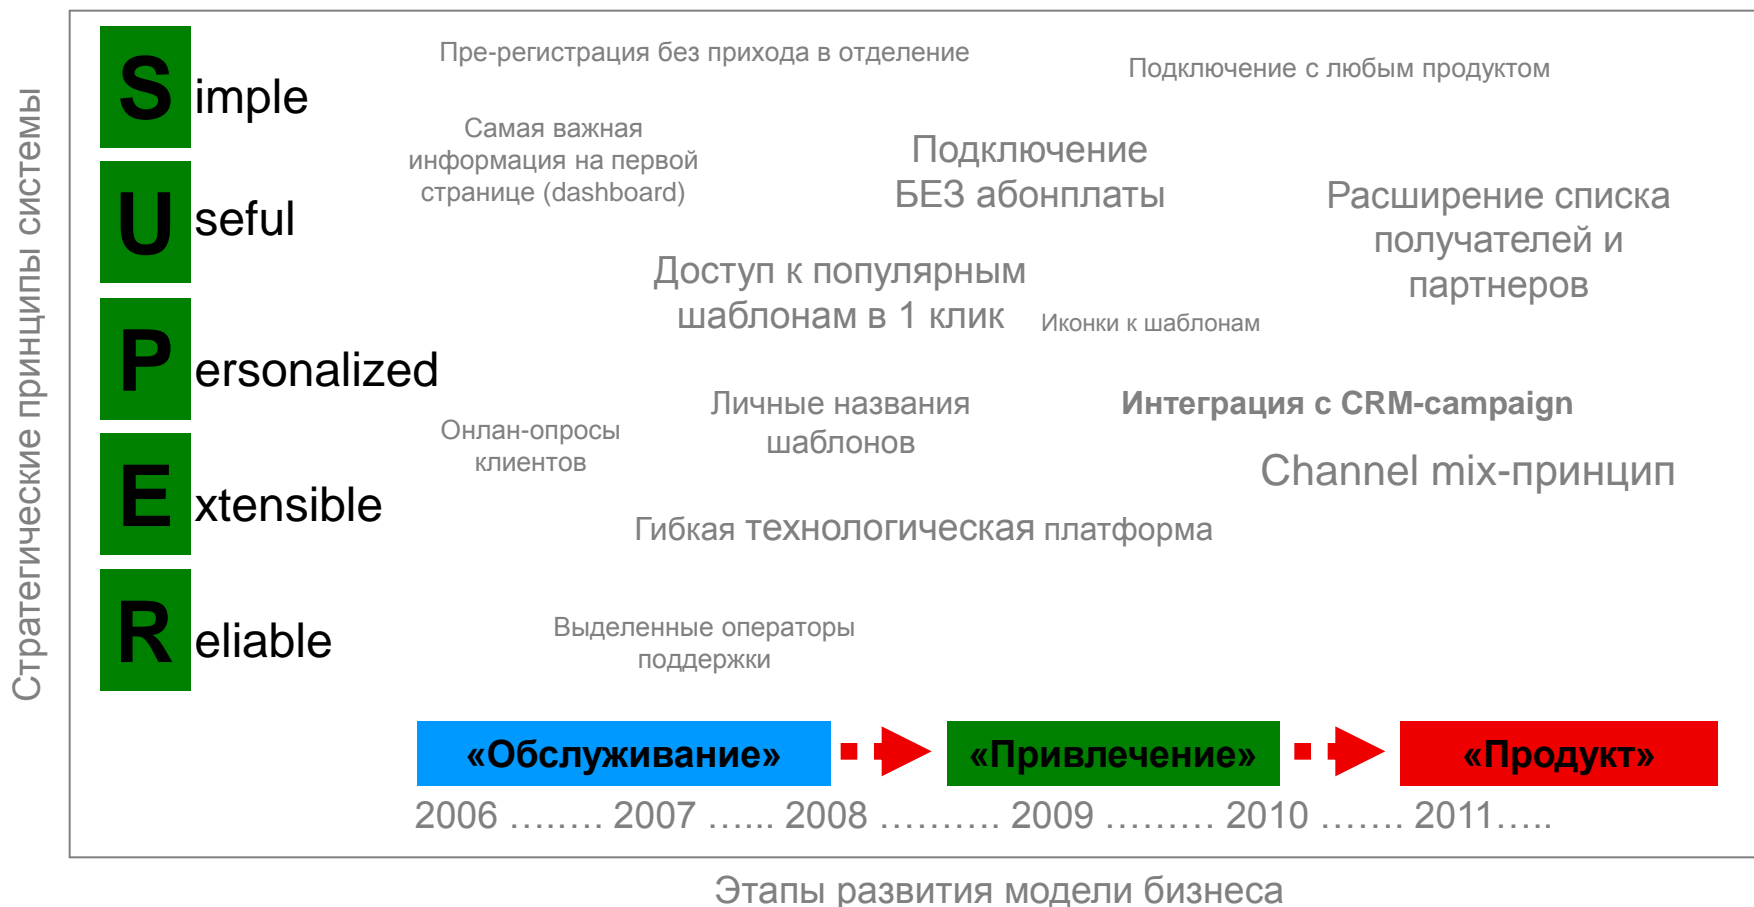 Стратегические принципы системы
Simple
Useful
Personalized
Extensible
Reliable
Пре-регистрация без прихода в отделение
Подключение с любым продуктом
Самая важная
информация на первой
странице (dashboard)
Подключение
БЕЗ абонплаты
Расширение списка
получателей и
партнеров
Доступ к популярным
шаблонам в 1 клик
Иконки к шаблонам
Личные названия
шаблонов
Интеграция с CRM-campaign
Онлан-опросы
клиентов
Channel mix-принцип
Гибкая технологическая платформа
Выделенные операторы
поддержки
«Обслуживание»
«Привлечение»
«Продукт»
2006 …..… 2007 …... 2008 ………. 2009 ……… 2010 ……. 2011…..
Этапы развития модели бизнеса